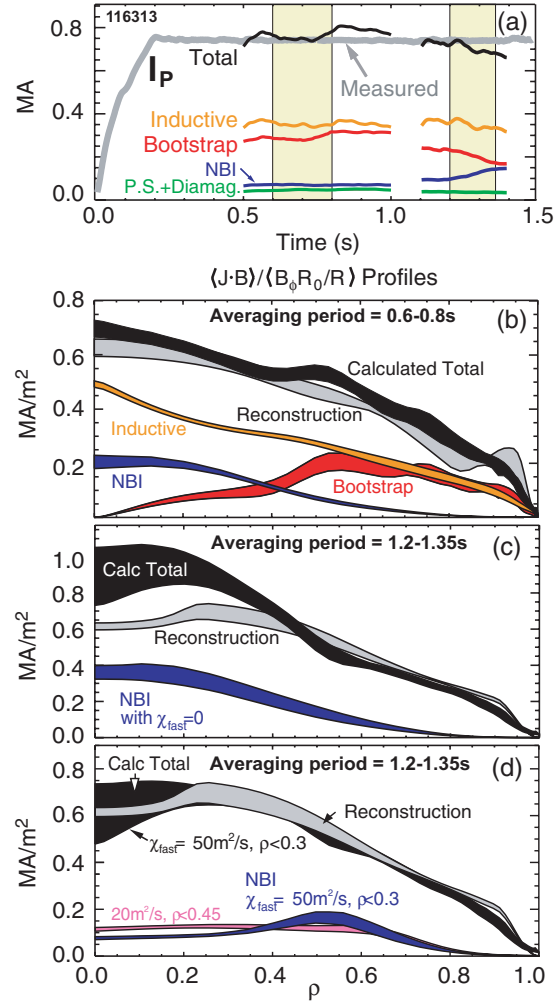 116313
(a)
0.8
0.4
0.0
MA
I_P
Total
Measured
Inductive
Bootstrap
NBI
P.S.+Diamag.
0.0 0.5 1.0 1.5
Time (s)
⟨J·B⟩/⟨B_ϕR_0/R⟩ Profiles
Averaging period = 0.6-0.8s
(b)
0.8
0.6
0.4
0.2
MA/m²
Calculated Total
Reconstruction
Inductive
NBI
Bootstrap
Averaging period = 1.2-1.35s
(c)
1.0
0.8
0.6
0.4
0.2
0.0
MA/m²
Calc Total
Reconstruction
NBI
with χ_fast=0
Calc Total
Averaging period = 1.2-1.35s
(d)
0.8
0.6
0.4
0.2
0.0
MA/m²
Reconstruction
χ_fast= 50m²/s, ρ<0.3
NBI
χ_fast= 50m²/s, ρ<0.3
20m²/s, ρ<0.45
0.0 0.2 0.4 0.6 0.8 1.0
ρ